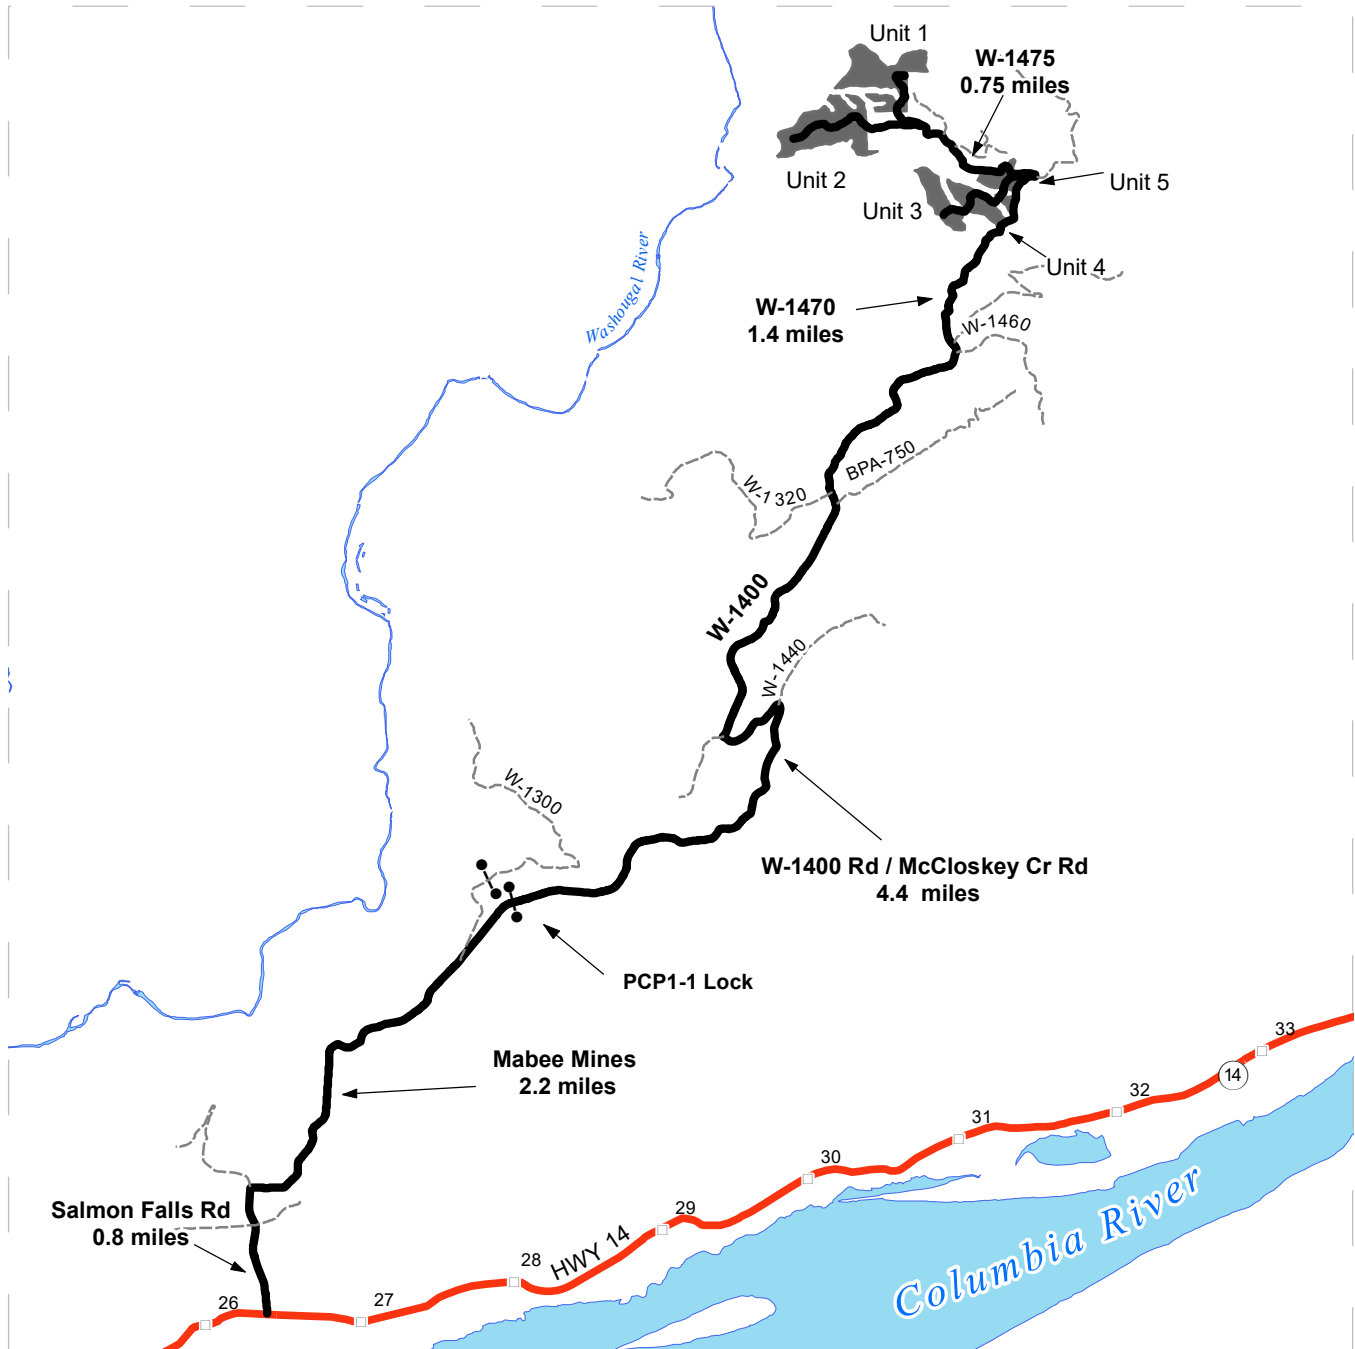 Unit 1
W-1475
0.75 miles
Unit 2
Unit 5
Unit 3
Unit 4
Washougal River
W-1470
1.4 miles
W-1460
BPA-750
W-1320
W-1400
W-1440
W-1300
W-1400 Rd / McCloskey Cr Rd
4.4 miles
PCP1-1 Lock
Mabee Mines
2.2 miles
33
14
32
31
30
Salmon Falls Rd
0.8 miles
29
28
HWY 14
27
26
Columbia River